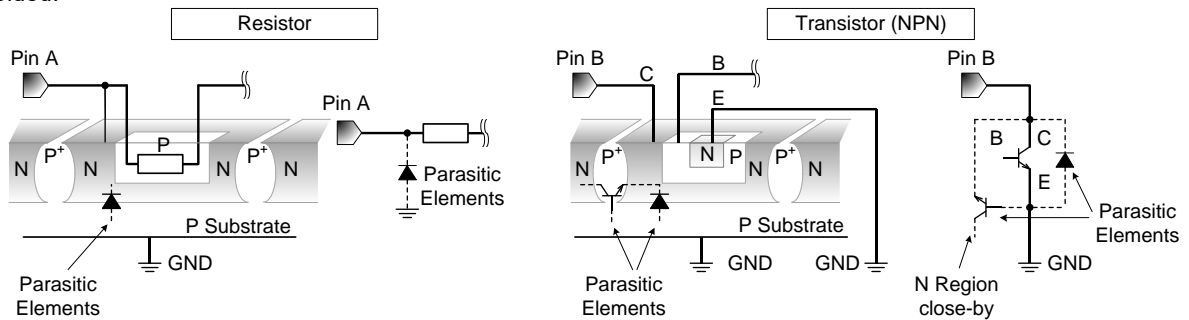 Resistor
Transistor (NPN)
Pin A
Pin A
N
P+
N
P
P+
N
N
Parasitic
Elements
P Substrate
GND
Parasitic
Elements
Pin B
C
B
E
N
P+
N
N
P
P+
N
N
P Substrate
GND
GND
Parasitic
Elements
Pin B
B
C
E
Parasitic
Elements
GND
N Region
close-by